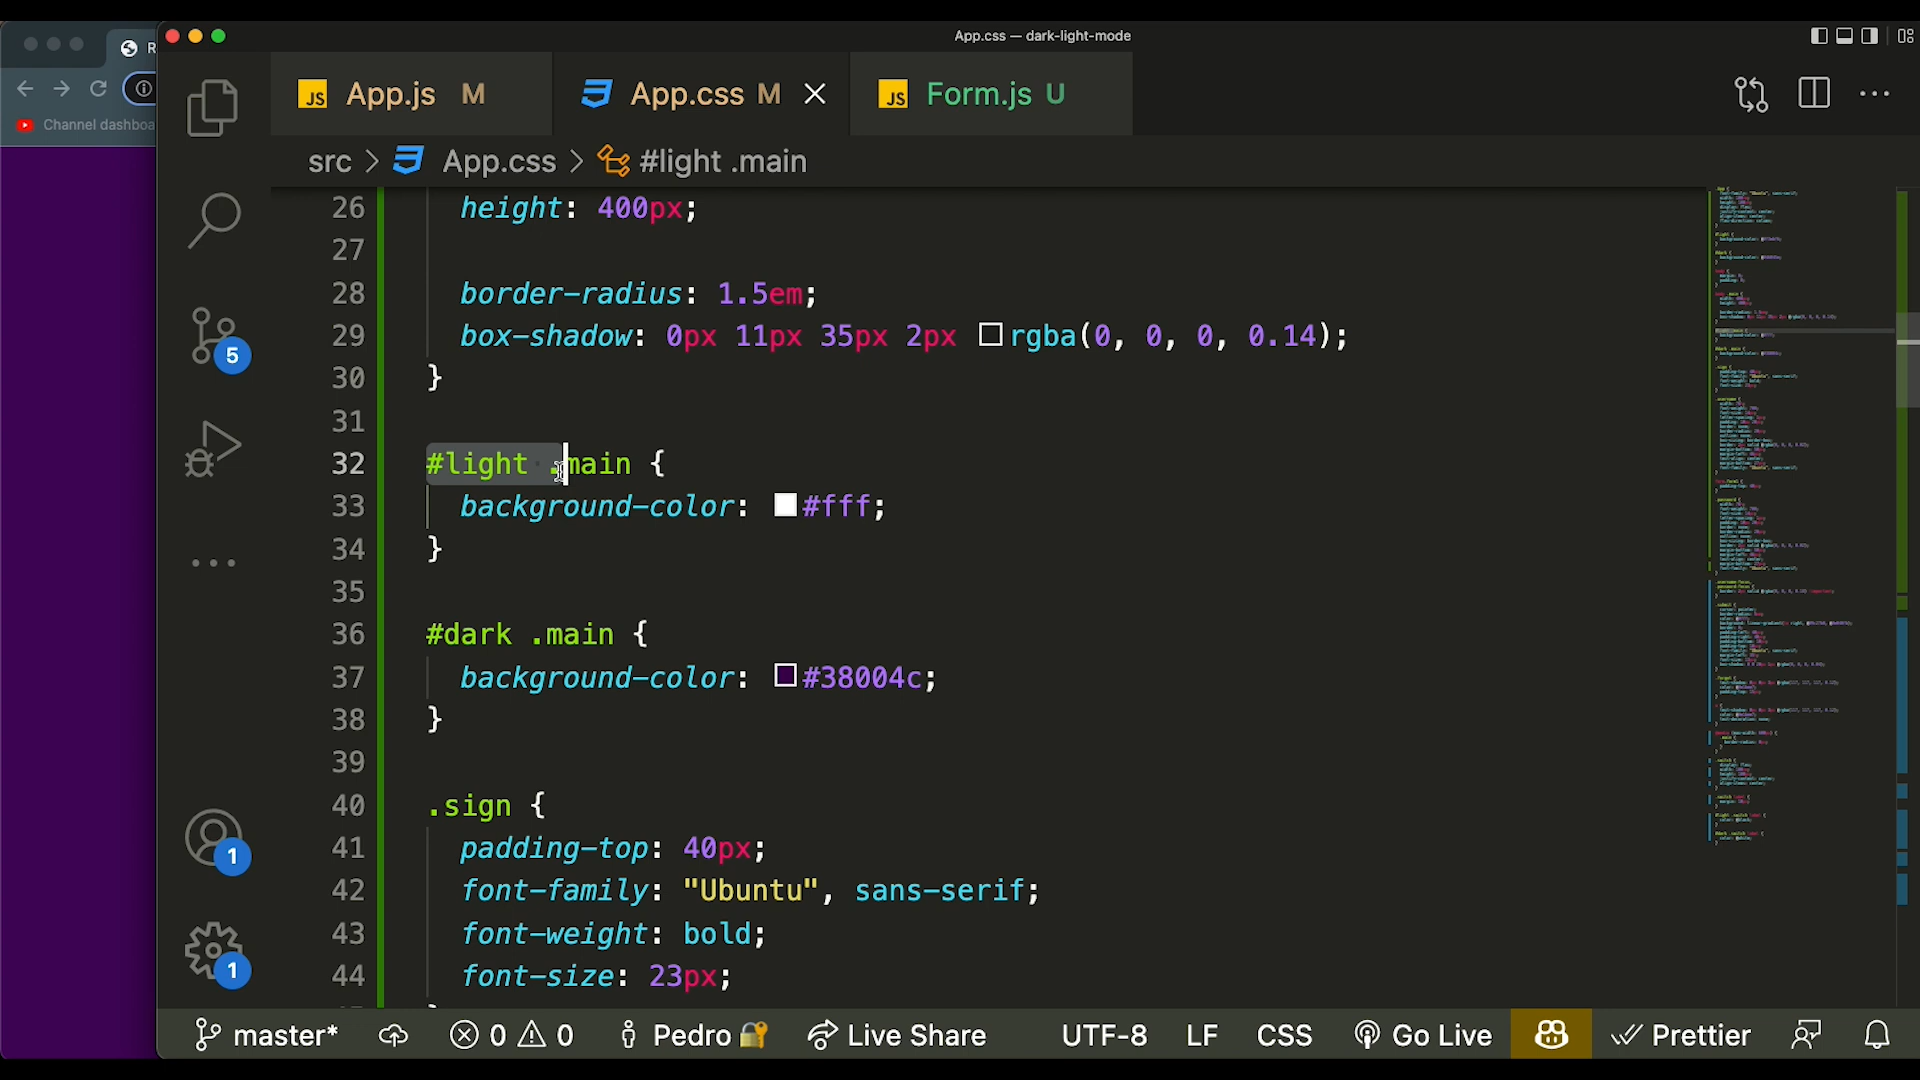 App.css — dark-light-mode
R
Channel dashboa
JS App.js M
App.css M
JS Form.js U
src > App.css > #light .main
26 height: 400px;
27
28 border-radius: 1.5em;
29 box-shadow: 0px 11px 35px 2px rgba(0, 0, 0, 0.14);
30 }
31
32 #light .main {
33 background-color: #fff;
34 }
35
36 #dark .main {
37 background-color: #38004c;
38 }
39
40 .sign {
41 padding-top: 40px;
42 font-family: "Ubuntu", sans-serif;
43 font-weight: bold;
44 font-size: 23px;
5
1
1
master* 0 0 Pedro Live Share UTF-8 LF CSS Go Live Prettier